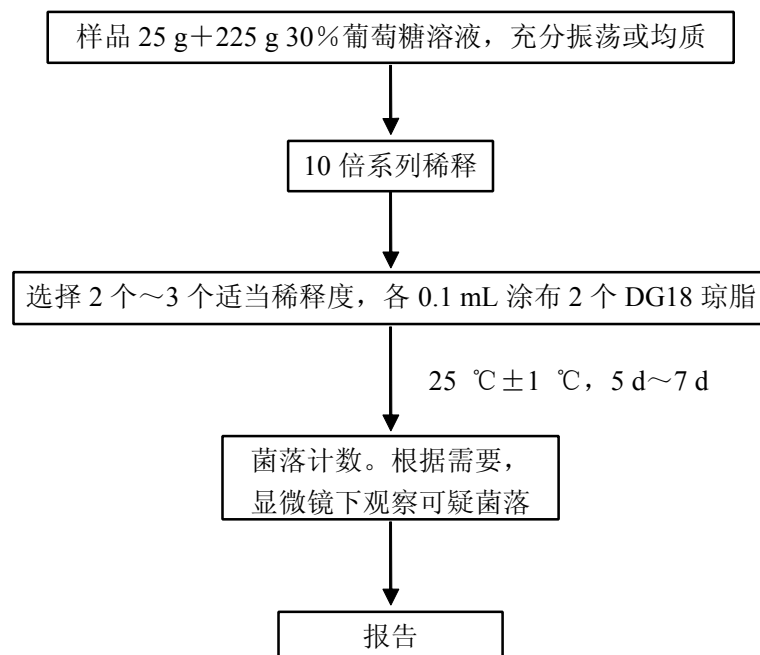 样品 25 g＋225 g 30％葡萄糖溶液，充分振荡或均质
10 倍系列稀释
选择 2 个～3 个适当稀释度，各 0.1 mL 涂布 2 个 DG18 琼脂
25 ℃±1 ℃，5 d～7 d
菌落计数。根据需要，
显微镜下观察可疑菌落
报告